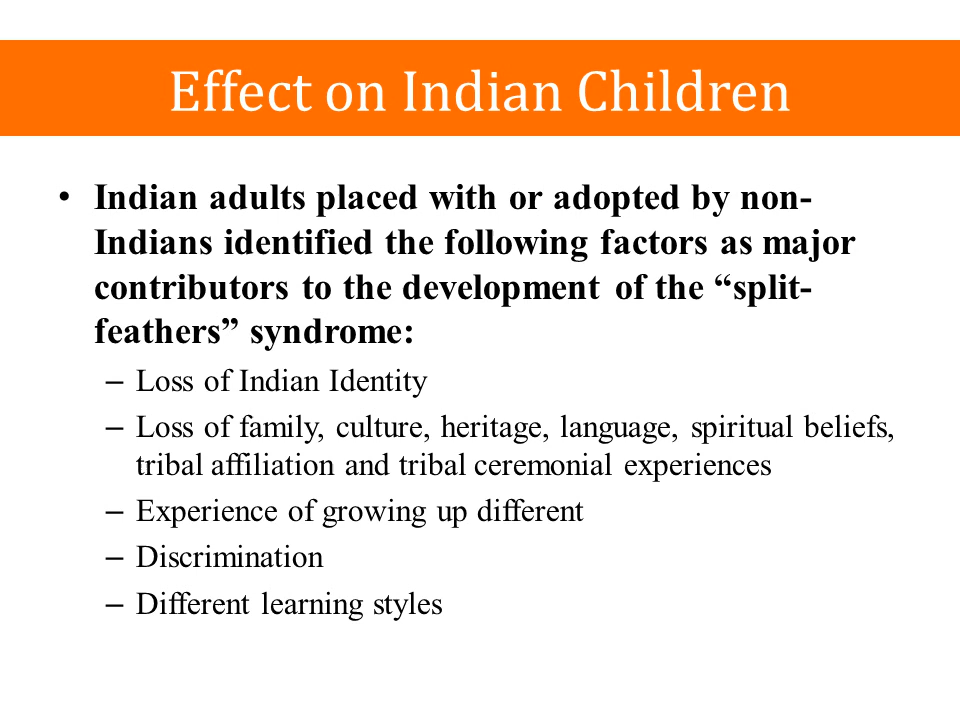 Effect on Indian Children
• Indian adults placed with or adopted by non-
Indians identified the following factors as major
contributors to the development of the “split-
feathers” syndrome:
– Loss of Indian Identity
– Loss of family, culture, heritage, language, spiritual beliefs,
tribal affiliation and tribal ceremonial experiences
– Experience of growing up different
– Discrimination
– Different learning styles